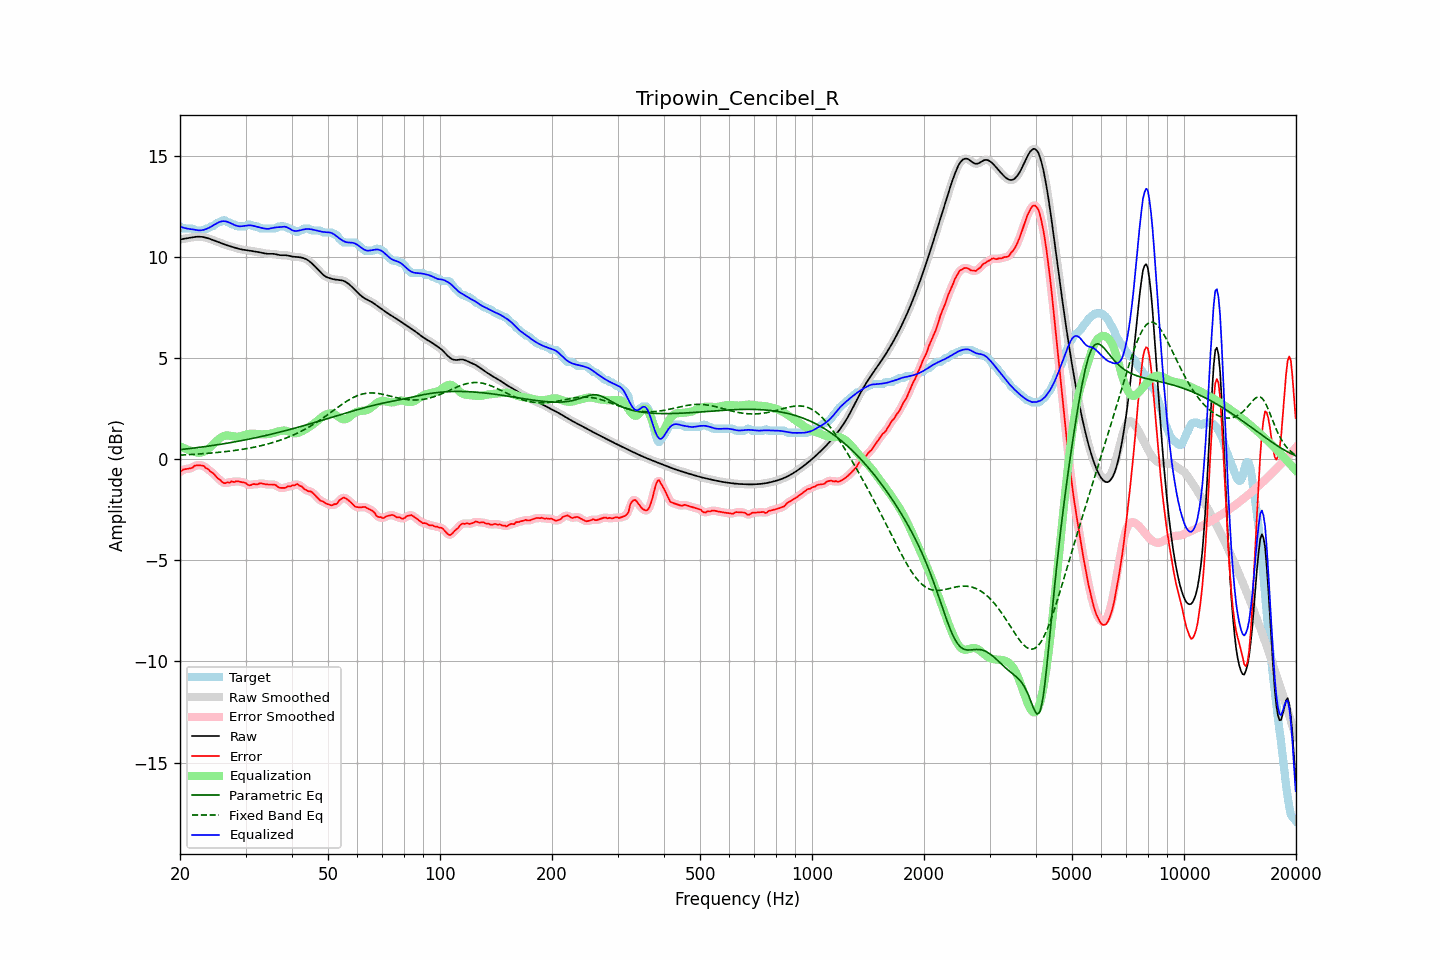 Tripowin_Cencibel_R
Amplitude (dBr)
15
10
5
0
−5
−10
−15
Target
Raw Smoothed
Error Smoothed
Raw
Error
Equalization
Parametric Eq
Fixed Band Eq
Equalized
20 50 100 200 500 1000 2000 5000 10000 20000
Frequency (Hz)